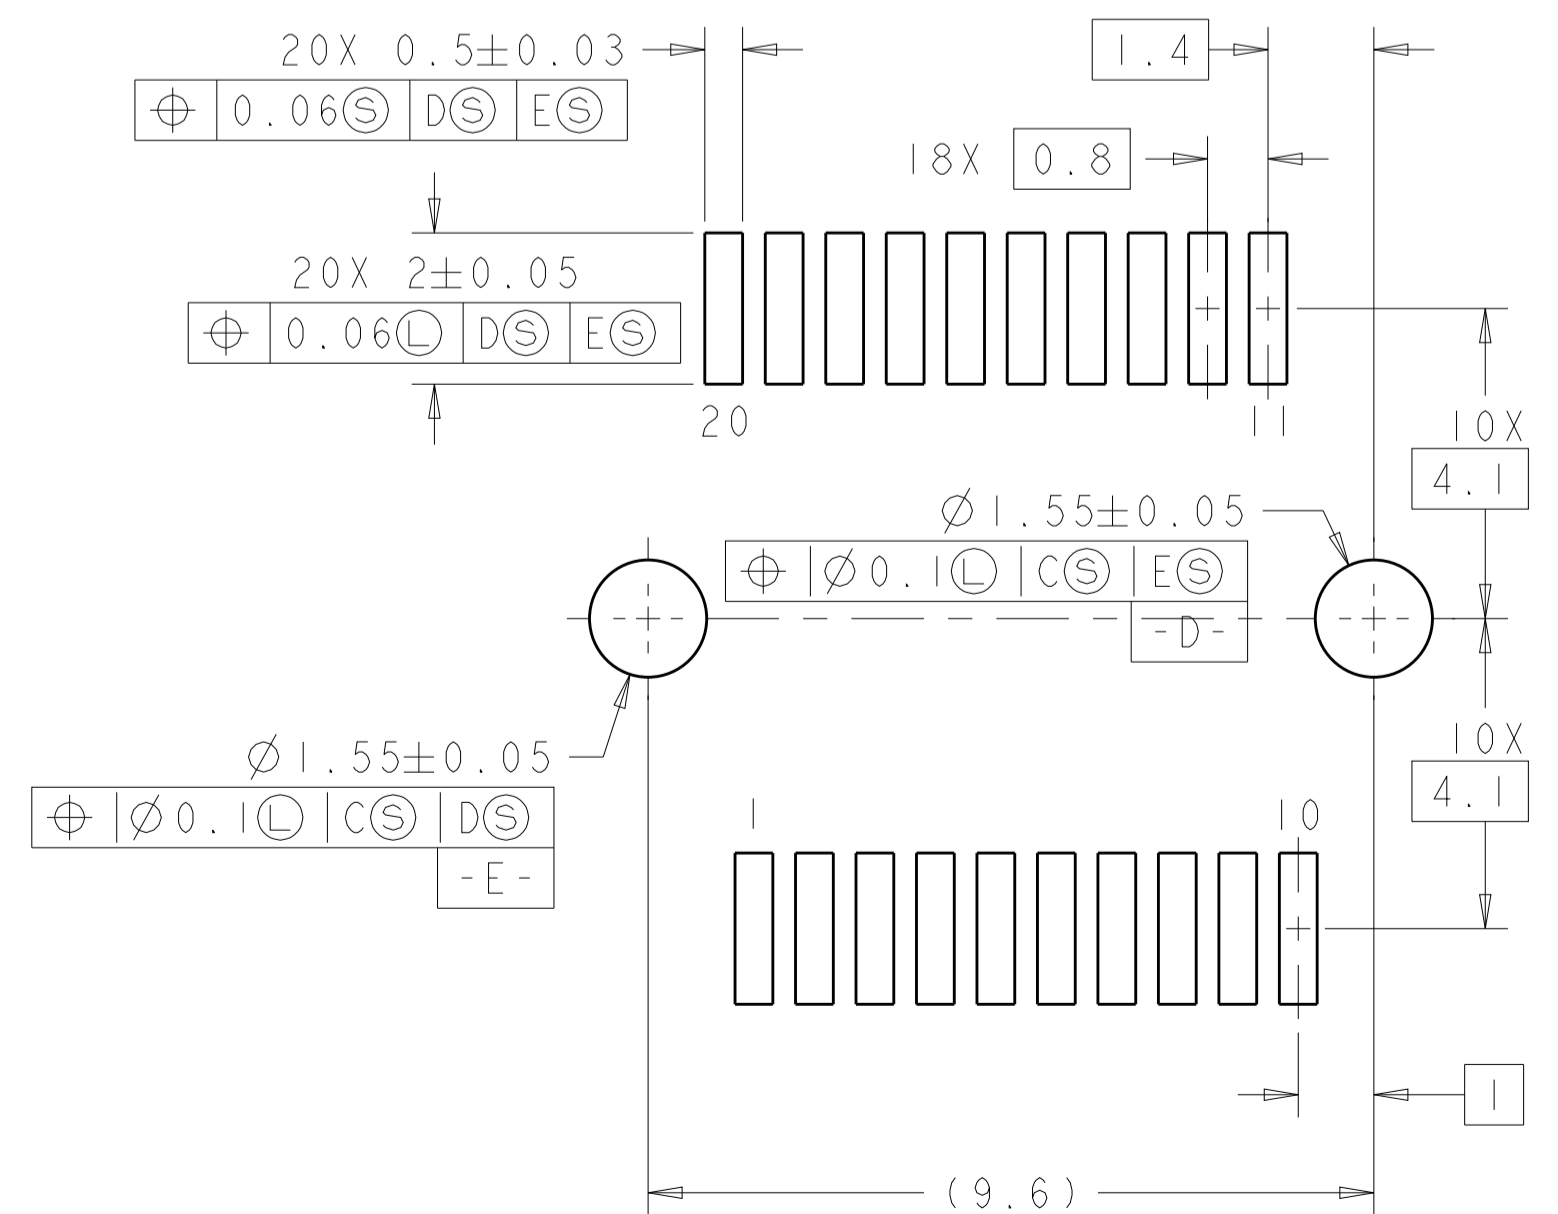 20X 0.5±0.03
⌖ 0.06Ⓢ DⓈ EⓈ
1.4
18X 0.8
20X 2±0.05
⌖ 0.06Ⓛ DⓈ EⓈ
20 11
10X
4.1
Ø1.55±0.05
⌖ Ø0.1Ⓛ CⓈ EⓈ
-D-
10X
4.1
Ø1.55±0.05
⌖ Ø0.1Ⓛ CⓈ DⓈ
-E-
1 10
1
(9.6)